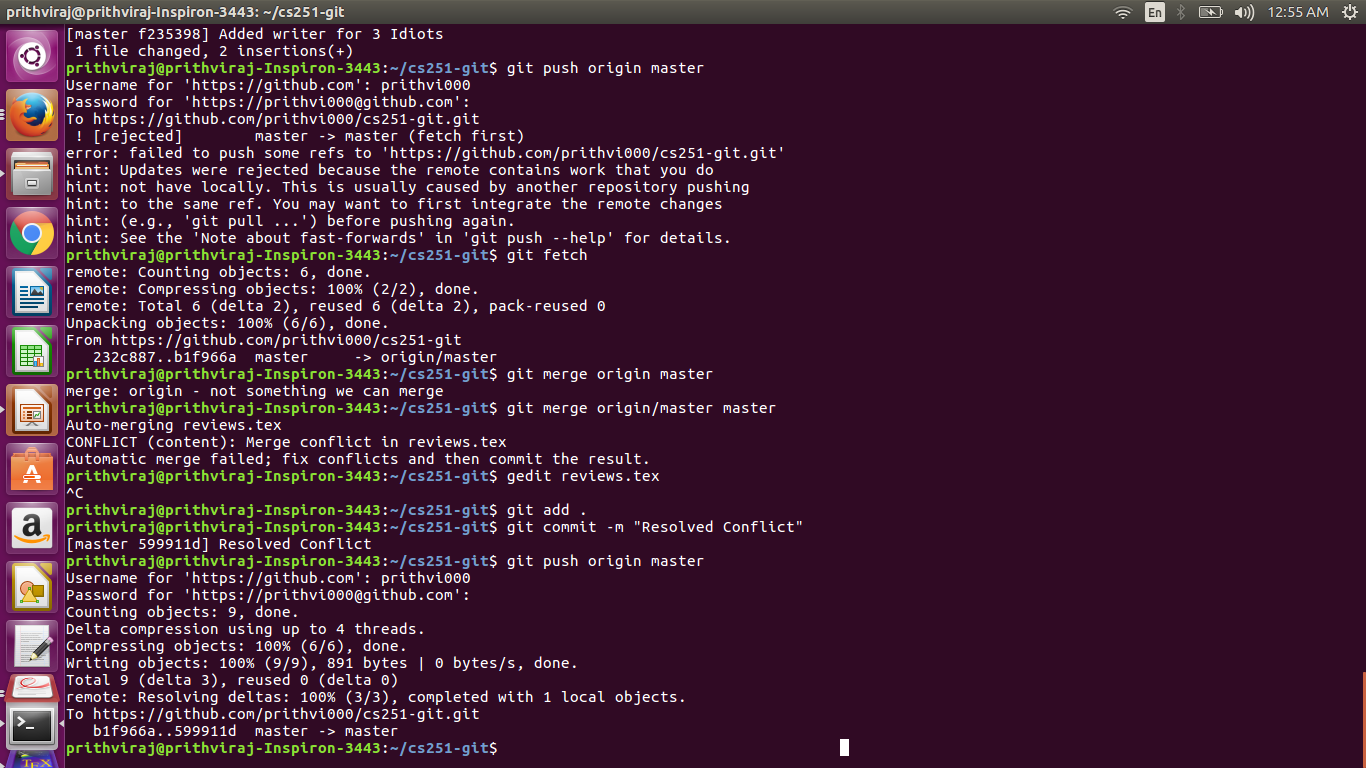 prithviraj@prithviraj-Inspiron-3443: ~/cs251-git
En
12:55 AM
[master f235398] Added writer for 3 Idiots
 1 file changed, 2 insertions(+)
prithviraj@prithviraj-Inspiron-3443:~/cs251-git$ git push origin master
Username for 'https://github.com': prithvi000
Password for 'https://prithvi000@github.com':
To https://github.com/prithvi000/cs251-git.git
 ! [rejected]        master -> master (fetch first)
error: failed to push some refs to 'https://github.com/prithvi000/cs251-git.git'
hint: Updates were rejected because the remote contains work that you do
hint: not have locally. This is usually caused by another repository pushing
hint: to the same ref. You may want to first integrate the remote changes
hint: (e.g., 'git pull ...') before pushing again.
hint: See the 'Note about fast-forwards' in 'git push --help' for details.
prithviraj@prithviraj-Inspiron-3443:~/cs251-git$ git fetch
remote: Counting objects: 6, done.
remote: Compressing objects: 100% (2/2), done.
remote: Total 6 (delta 2), reused 6 (delta 2), pack-reused 0
Unpacking objects: 100% (6/6), done.
From https://github.com/prithvi000/cs251-git
   232c887..b1f966a  master     -> origin/master
prithviraj@prithviraj-Inspiron-3443:~/cs251-git$ git merge origin master
merge: origin - not something we can merge
prithviraj@prithviraj-Inspiron-3443:~/cs251-git$ git merge origin/master master
Auto-merging reviews.tex
CONFLICT (content): Merge conflict in reviews.tex
Automatic merge failed; fix conflicts and then commit the result.
prithviraj@prithviraj-Inspiron-3443:~/cs251-git$ gedit reviews.tex
^C
prithviraj@prithviraj-Inspiron-3443:~/cs251-git$ git add .
prithviraj@prithviraj-Inspiron-3443:~/cs251-git$ git commit -m "Resolved Conflict"
[master 599911d] Resolved Conflict
prithviraj@prithviraj-Inspiron-3443:~/cs251-git$ git push origin master
Username for 'https://github.com': prithvi000
Password for 'https://prithvi000@github.com':
Counting objects: 9, done.
Delta compression using up to 4 threads.
Compressing objects: 100% (6/6), done.
Writing objects: 100% (9/9), 891 bytes | 0 bytes/s, done.
Total 9 (delta 3), reused 0 (delta 0)
remote: Resolving deltas: 100% (3/3), completed with 1 local objects.
To https://github.com/prithvi000/cs251-git.git
   b1f966a..599911d  master -> master
prithviraj@prithviraj-Inspiron-3443:~/cs251-git$